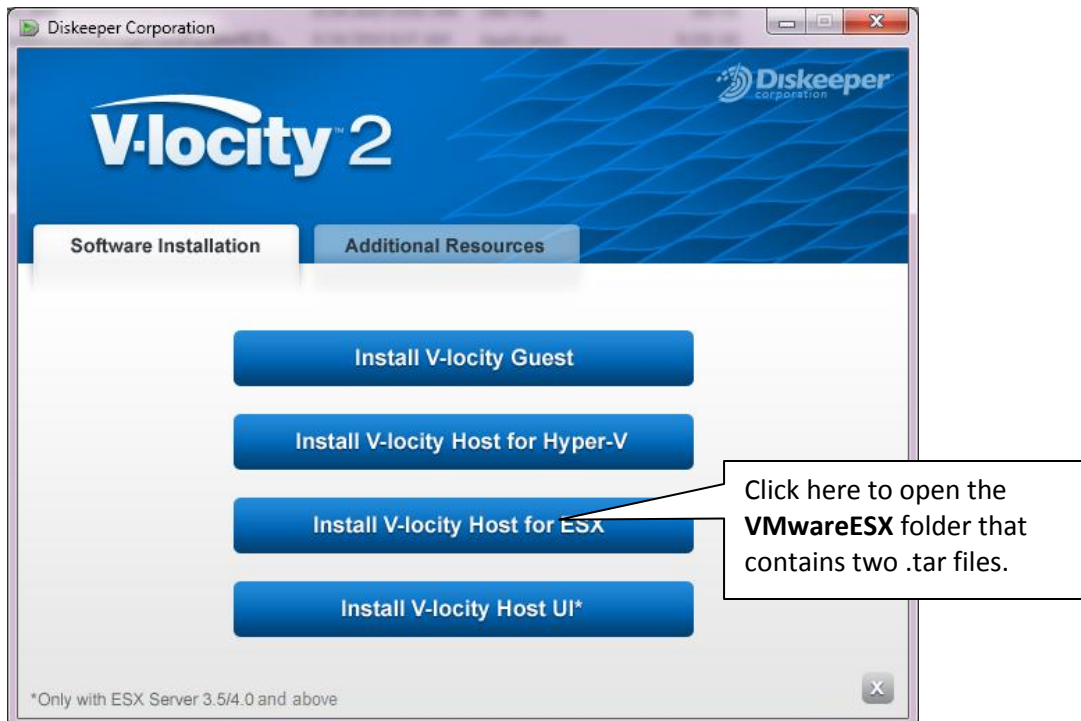 Diskeeper Corporation
Diskeeper
corporation
V-locity™ 2
Software Installation
Additional Resources
Install V-locity Guest
Install V-locity Host for Hyper-V
Install V-locity Host for ESX
Install V-locity Host UI*
Click here to open the
VMwareESX folder that
contains two .tar files.
*Only with ESX Server 3.5/4.0 and above
X